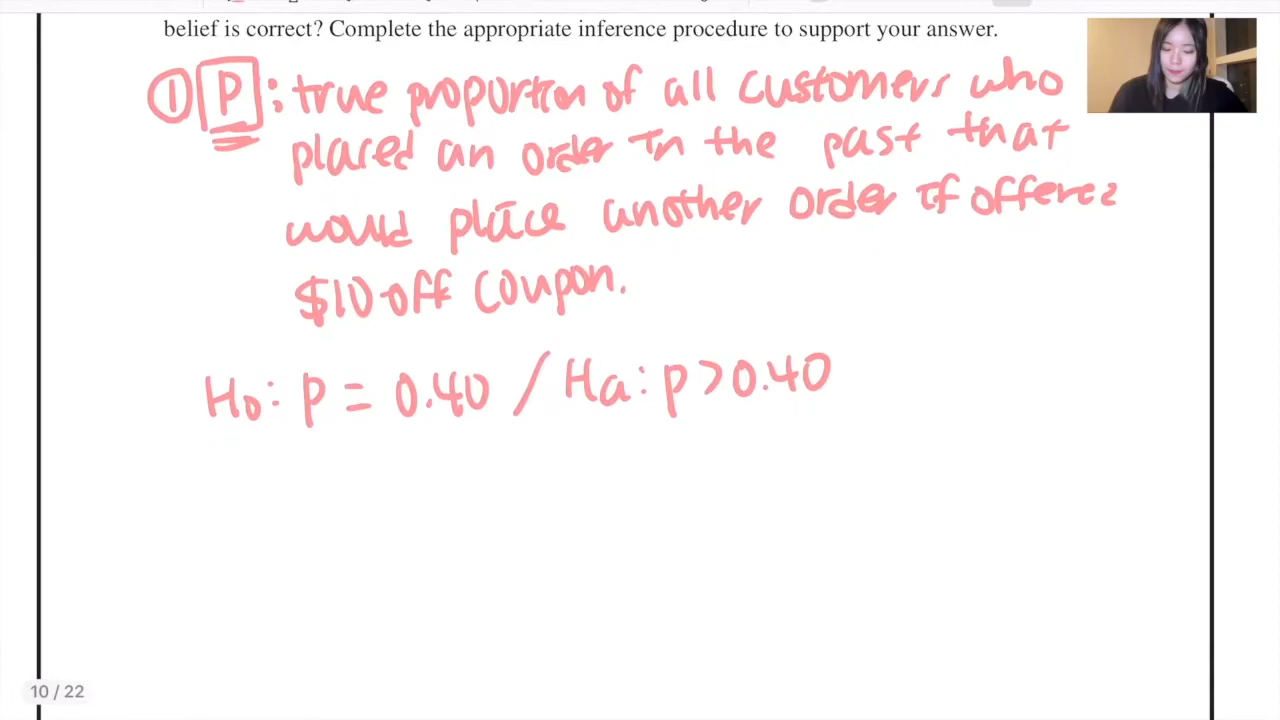 belief is correct? Complete the appropriate inference procedure to support your answer.
① P : true proportion of all customers who
placed an order in the past that
would place another order if offered
$10 off coupon.
H₀: p = 0.40 / Ha: p > 0.40
10 / 22